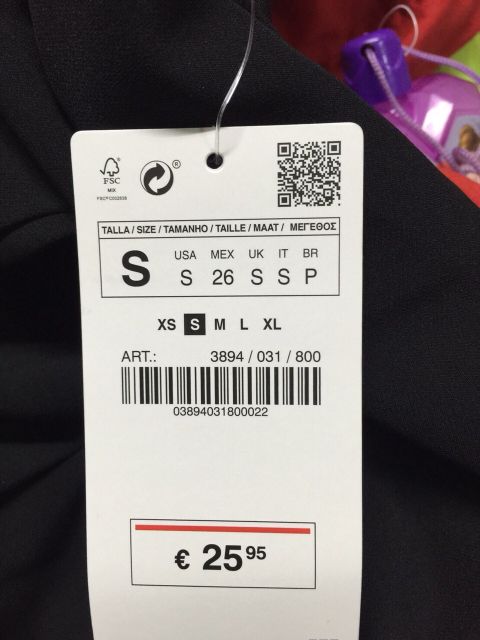 FSC
MIX
®
TALLA / SIZE / TAMANHO / TAILLE / MAAT / ΜΕΓΕΘΟΣ
S
USA MEX UK IT BR
S 26 S S P
XS S M L XL
ART.: 3894 / 031 / 800
03894031800022
€ 25 95